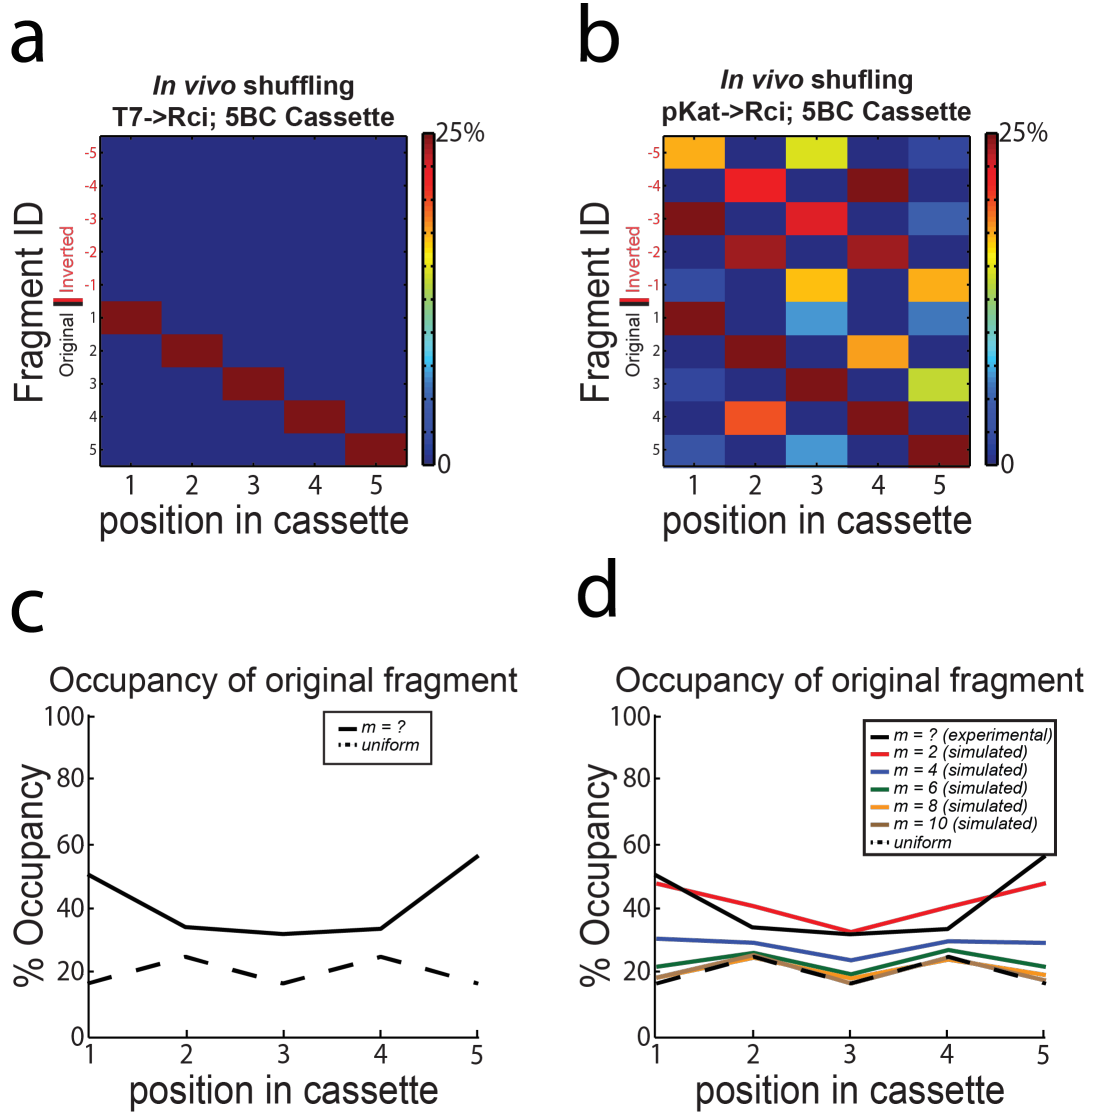 a
In vivo shuffling
T7->Rci; 5BC Cassette
25%
0
Fragment ID
Original
Inverted
-5
-4
-3
-2
-1
1
2
3
4
5
1 2 3 4 5
position in cassette
b
In vivo shufling
pKat->Rci; 5BC Cassette
25%
0
Fragment ID
Original
Inverted
-5
-4
-3
-2
-1
1
2
3
4
5
1 2 3 4 5
position in cassette
c
Occupancy of original fragment
m = ?
uniform
% Occupancy
100
80
60
40
20
0
1 2 3 4 5
position in cassette
d
Occupancy of original fragment
m = ? (experimental)
m = 2 (simulated)
m = 4 (simulated)
m = 6 (simulated)
m = 8 (simulated)
m = 10 (simulated)
uniform
% Occupancy
100
80
60
40
20
0
1 2 3 4 5
position in cassette